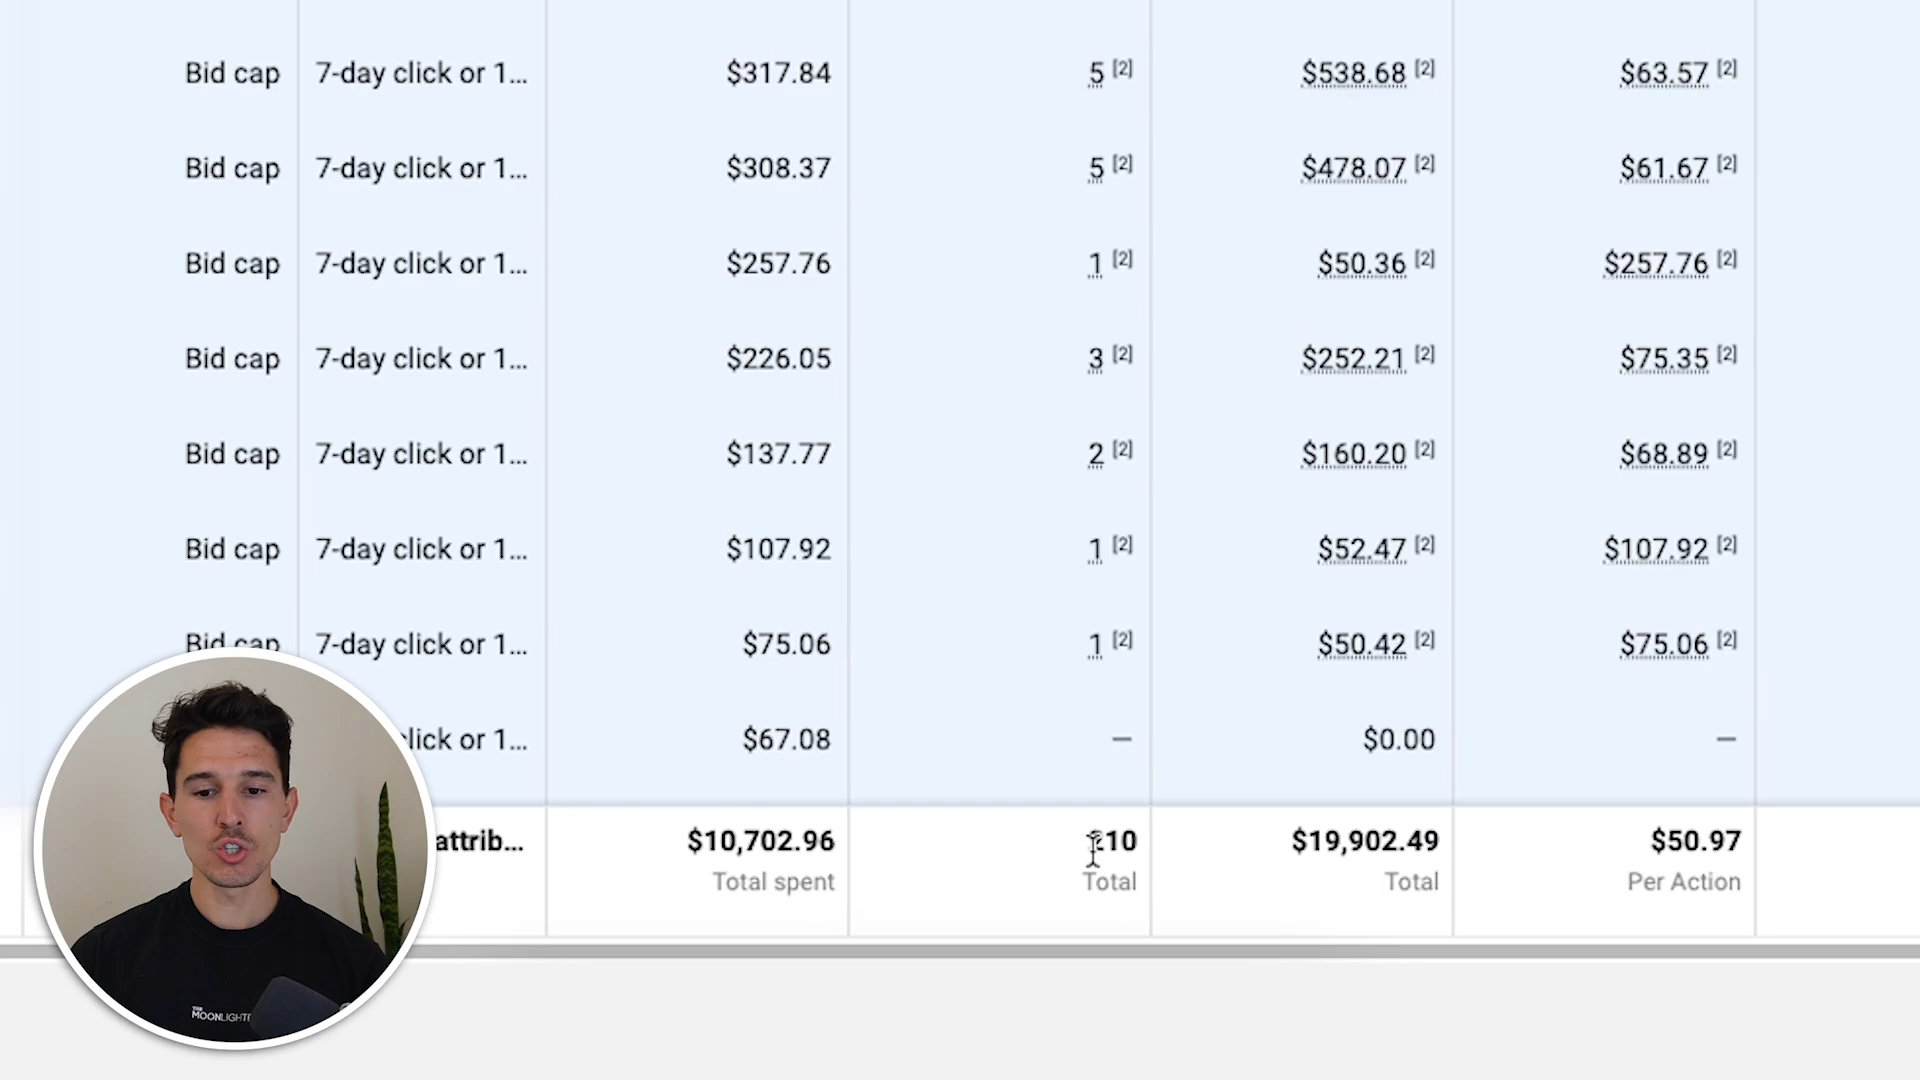 Bid cap 7-day click or 1... $317.84 5 [2] $538.68 [2] $63.57 [2]
Bid cap 7-day click or 1... $308.37 5 [2] $478.07 [2] $61.67 [2]
Bid cap 7-day click or 1... $257.76 1 [2] $50.36 [2] $257.76 [2]
Bid cap 7-day click or 1... $226.05 3 [2] $252.21 [2] $75.35 [2]
Bid cap 7-day click or 1... $137.77 2 [2] $160.20 [2] $68.89 [2]
Bid cap 7-day click or 1... $107.92 1 [2] $52.47 [2] $107.92 [2]
Bid cap 7-day click or 1... $75.06 1 [2] $50.42 [2] $75.06 [2]
click or 1... $67.08 — $0.00 —
attrib... $10,702.96 210 $19,902.49 $50.97
Total spent Total Total Per Action
THE
MOONLIGHT